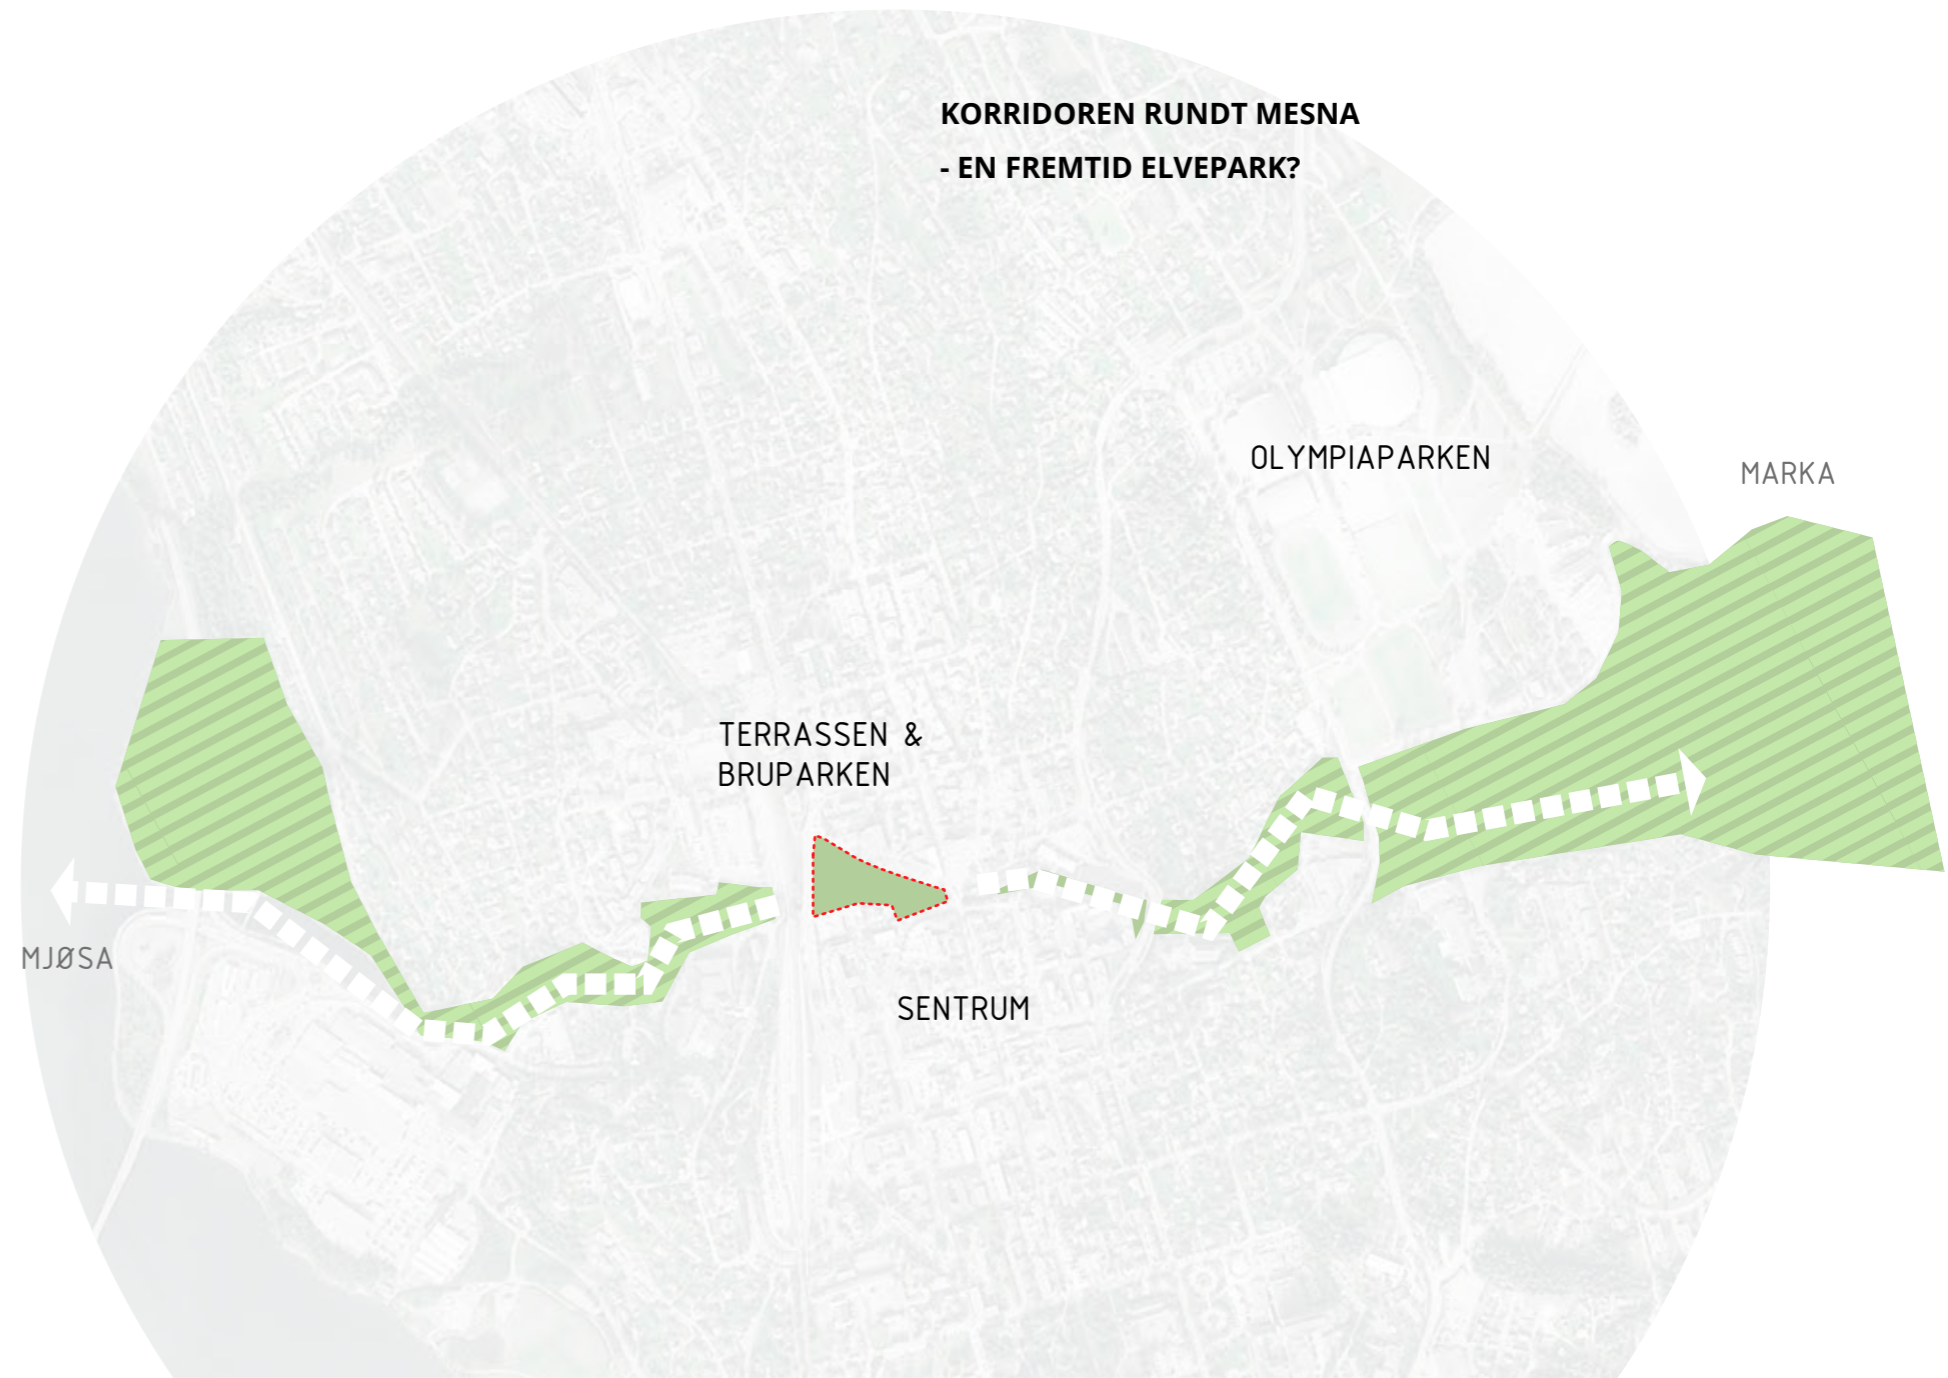 KORRIDOREN RUNDT MESNA
- EN FREMTID ELVEPARK?
OLYMPIAPARKEN
MARKA
TERRASSEN &
BRUPARKEN
MJØSA
SENTRUM